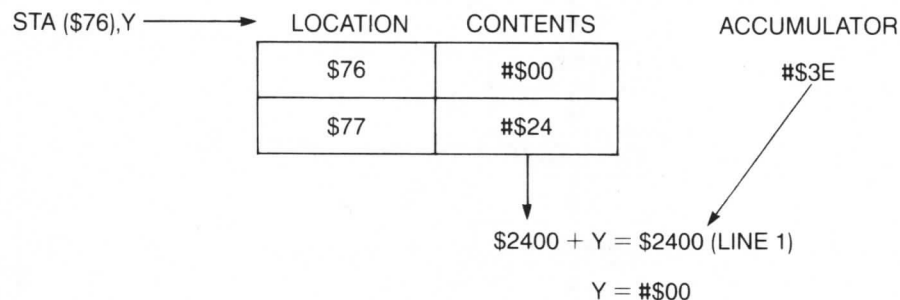 STA ($76),Y LOCATION CONTENTS ACCUMULATOR
$76 #$00 #$3E
$77 #$24
$2400 + Y = $2400 (LINE 1)
Y = #$00